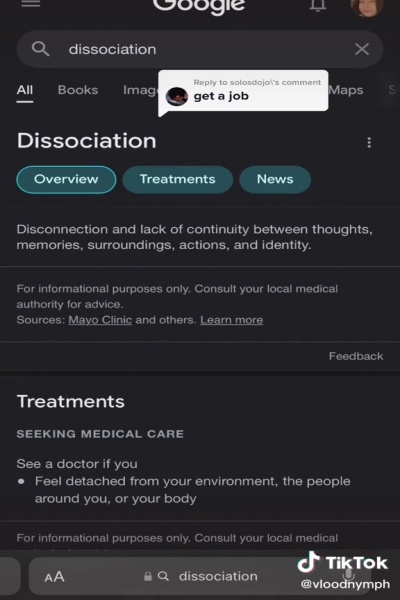 Google
dissociation
Reply to solosdojo\'s comment
get a job
All Books Imag Maps
Dissociation
Overview Treatments News
Disconnection and lack of continuity between thoughts,
memories, surroundings, actions, and identity.
For informational purposes only. Consult your local medical
authority for advice.
Sources: Mayo Clinic and others. Learn more
Feedback
Treatments
SEEKING MEDICAL CARE
See a doctor if you
• Feel detached from your environment, the people
around you, or your body
For informational purposes only. Consult your local medical
AA dissociation
TikTok
@vloodnymph